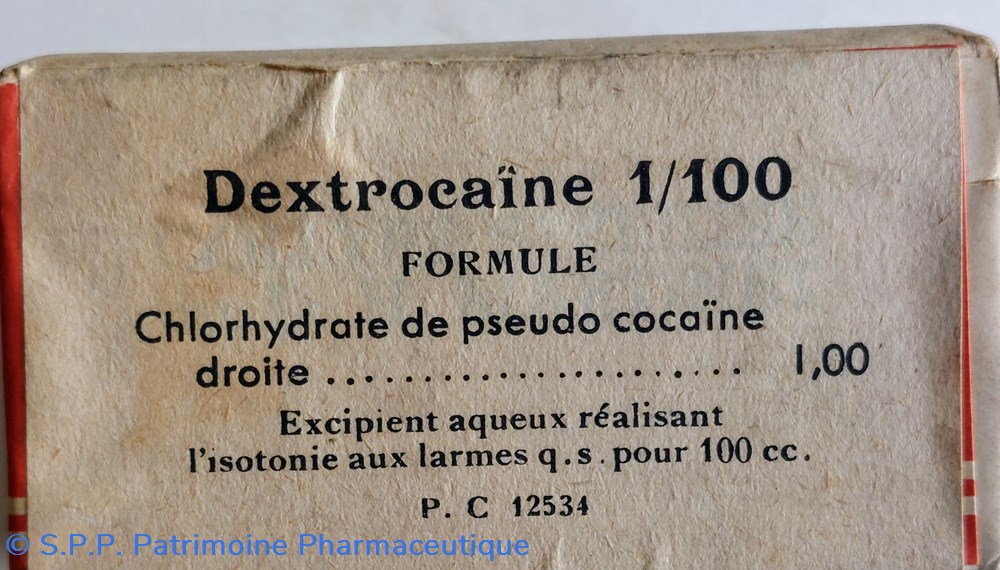 Dextrocaïne 1/100
FORMULE
Chlorhydrate de pseudo cocaïne
droite ...................... 1,00
Excipient aqueux réalisant
l'isotonie aux larmes q.s. pour 100 cc.
P. C 12534
© S.P.P. Patrimoine Pharmaceutique